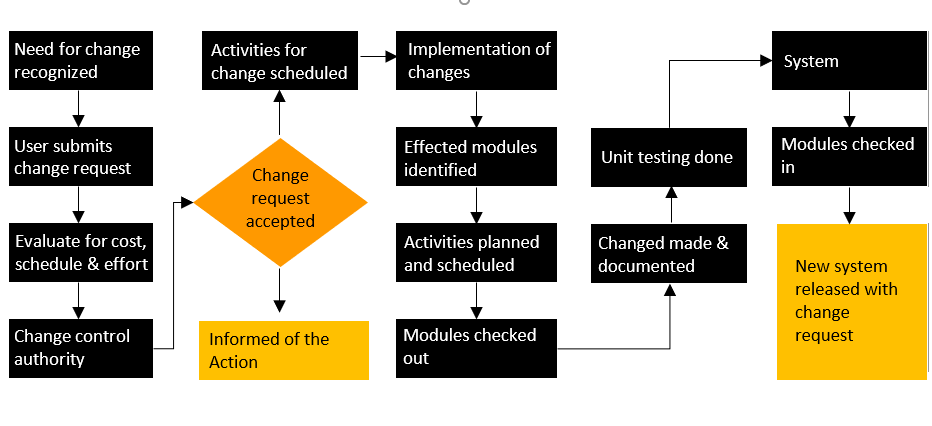 Need for change
recognized
User submits
change request
Evaluate for cost,
schedule & effort
Change control
authority
Activities for
change scheduled
Change
request
accepted
Informed of the
Action
Implementation of
changes
Effected modules
identified
Activities planned
and scheduled
Modules checked
out
Unit testing done
Changed made &
documented
System
Modules checked
in
New system
released with
change
request